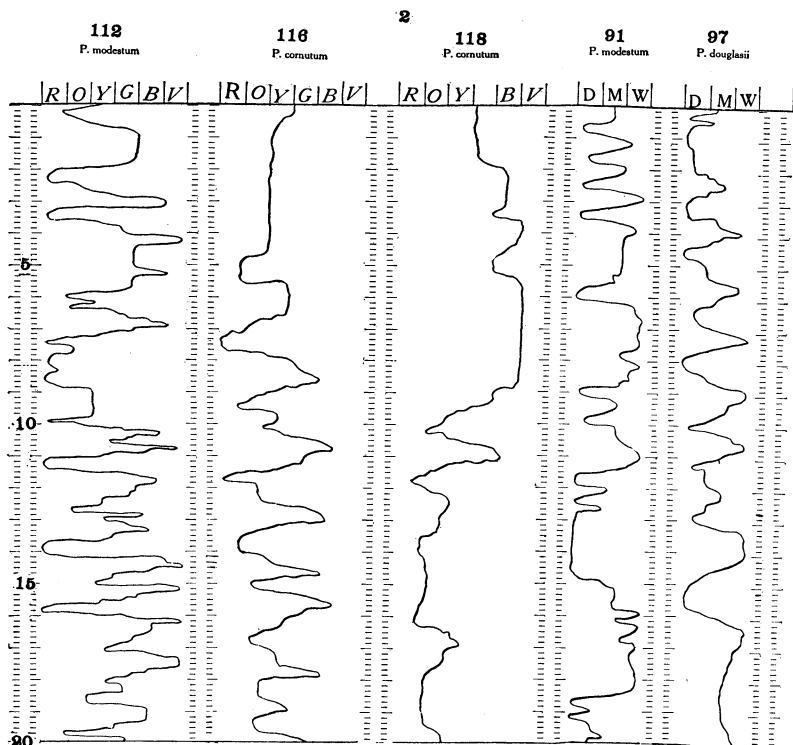 2
112 116 118 91 97
P. modestum P. cornutum P. cornutum P. modestum P. douglasii
R O Y G B V R O Y G B V R O Y B V D M W D M W
5
10
15
20